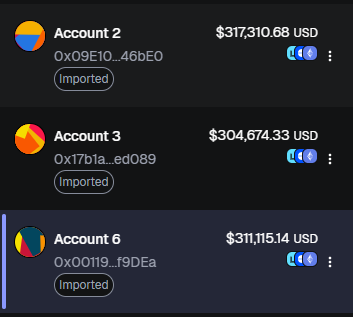 Account 2
$317,310.68 USD
0x09E10...46bE0
Imported
Account 3
$304,674.33 USD
0x17b1a...ed089
Imported
Account 6
$311,115.14 USD
0x00119...f9DEa
Imported